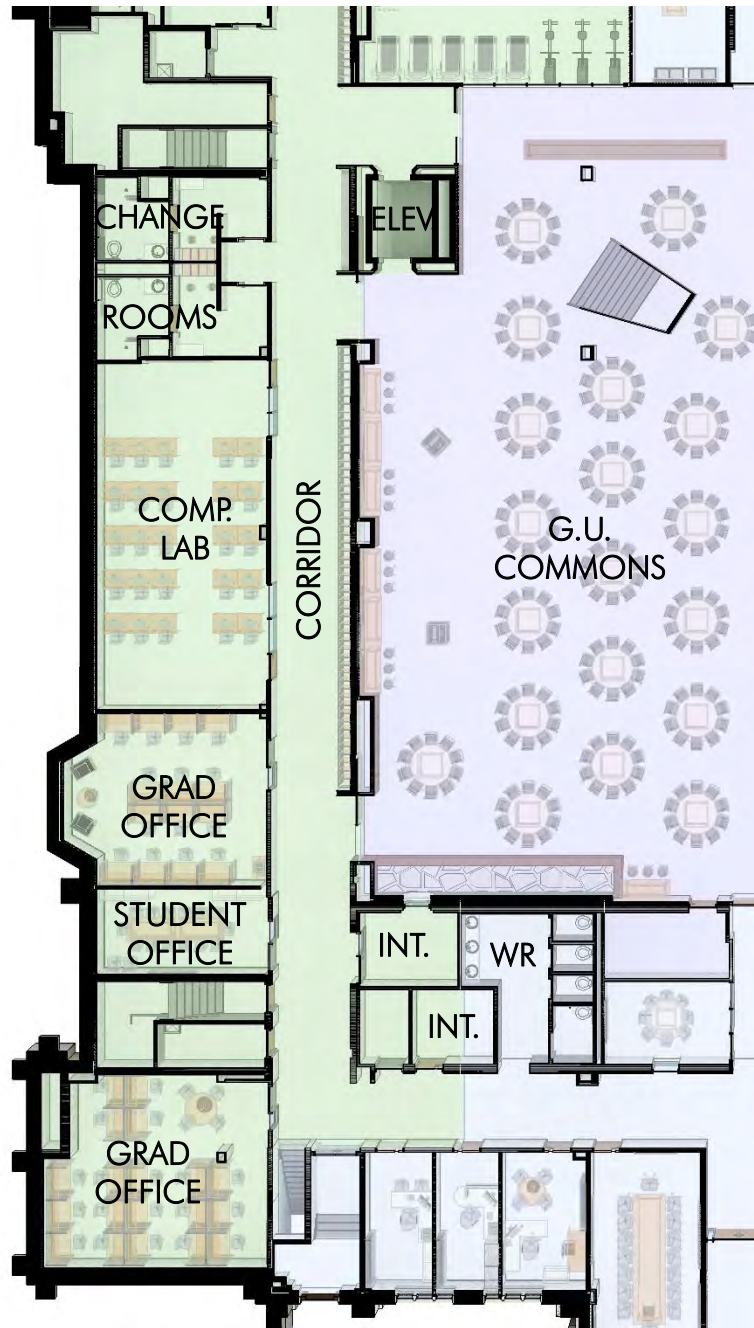 CHANGE
ELEV
ROOMS
COMP.
LAB
CORRIDOR
G.U.
COMMONS
GRAD
OFFICE
STUDENT
OFFICE
INT.
WR
INT.
GRAD
OFFICE